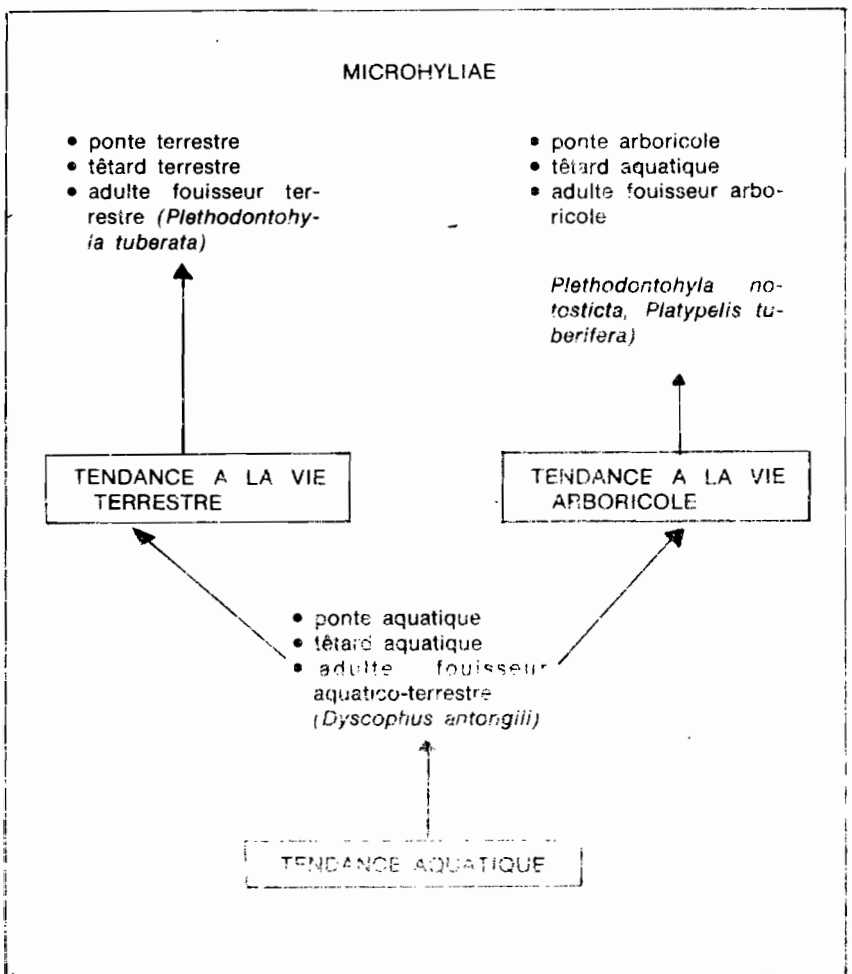 MICROHYLIAE
• ponte terrestre
• têtard terrestre
• adulte fouisseur ter-
restre (Plethodontohy-
ia tuberata)
• ponte arboricole
• têtard aquatique
• adulte fouisseur arbo-
ricole
Plethodontohyla no-
tosticta, Platypelis tu-
berifera)
TENDANCE A LA VIE
TERRESTRE
TENDANCE A LA VIE
ARBORICOLE
• ponte aquatique
• têtard aquatique
• adulte fouisseur
aquatico-terrestre
(Dyscophus antongili)
TENDANCE AQUATIQUE